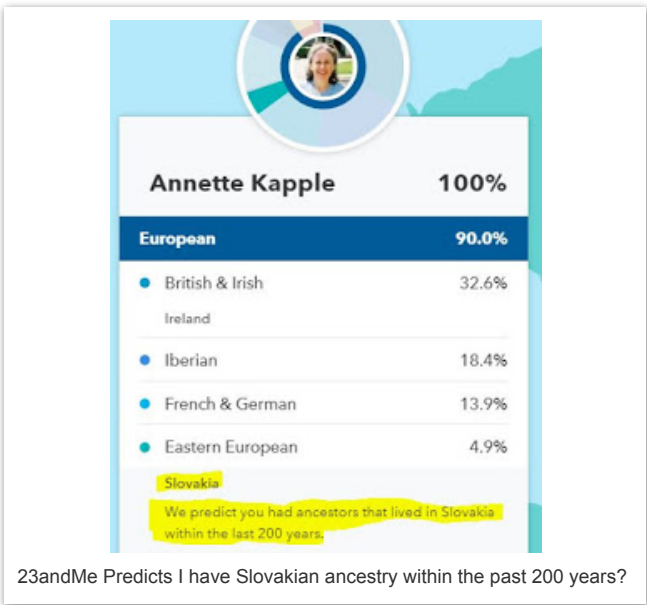 Annette Kapple 100%
European 90.0%
British & Irish 32.6%
Ireland
Iberian 18.4%
French & German 13.9%
Eastern European 4.9%
Slovakia
We predict you had ancestors that lived in Slovakia
within the last 200 years.
23andMe Predicts I have Slovakian ancestry within the past 200 years?